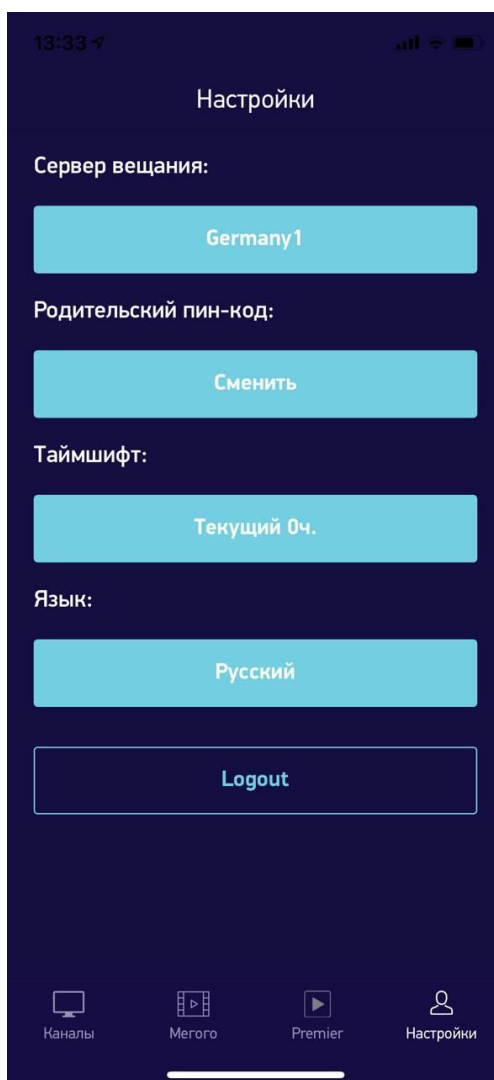 13:33
Настройки
Сервер вещания:
Germany1
Родительский пин-код:
Сменить
Таймшифт:
Текущий 0ч.
Язык:
Русский
Logout
Каналы
Мегого
Premier
Настройки